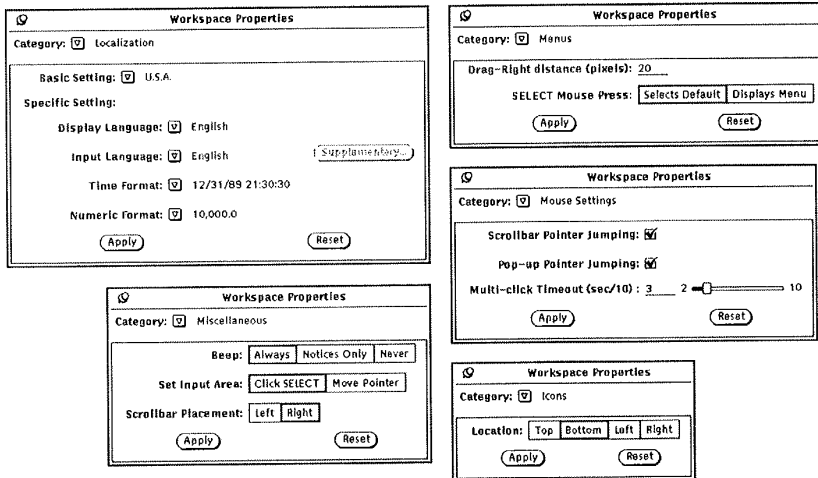 Workspace Properties
Category: Localization
Basic Setting: U.S.A.
Specific Setting:
Display Language: English
Input Language: English Supplementary...
Time Format: 12/31/89 21:30:30
Numeric Format: 10,000.0
Apply Reset
Workspace Properties
Category: Menus
Drag-Right distance (pixels): 20
SELECT Mouse Press: Selects Default Displays Menu
Apply Reset
Workspace Properties
Category: Mouse Settings
Scrollbar Pointer Jumping:
Pop-up Pointer Jumping:
Multi-click Timeout (sec/10): 3 2 10
Apply Reset
Workspace Properties
Category: Miscellaneous
Beep: Always Notices Only Never
Set Input Area: Click SELECT Move Pointer
Scrollbar Placement: Left Right
Apply Reset
Workspace Properties
Category: Icons
Location: Top Bottom Left Right
Apply Reset